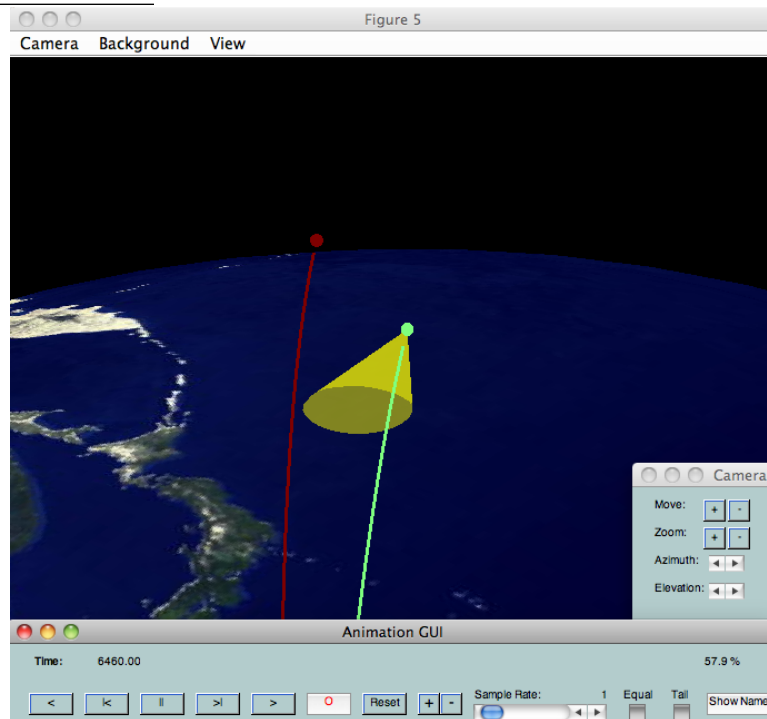 Figure 5
Camera Background View
Camera
Move: + -
Zoom: + -
Azimuth:
Elevation:
Animation GUI
Time: 6460.00 57.9 %
< |< || >| > O Reset + - Sample Rate: 1 Equal Tail Show Name